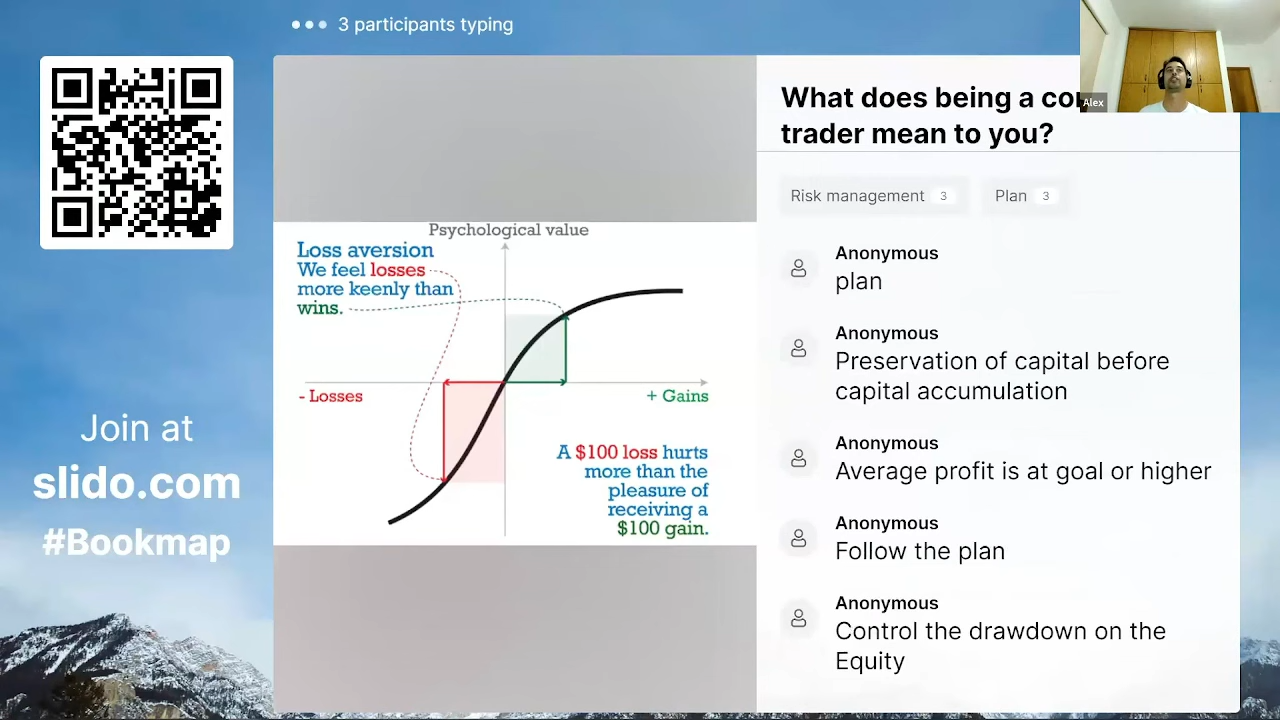 3 participants typing
Join at
slido.com
#Bookmap
Psychological value
Loss aversion
We feel losses
more keenly than
wins.
- Losses
+ Gains
A $100 loss hurts
more than the
pleasure of
receiving a
$100 gain.
What does being a
trader mean to you?
Alex
Risk management 3
Plan 3
Anonymous
plan
Anonymous
Preservation of capital before
capital accumulation
Anonymous
Average profit is at goal or higher
Anonymous
Follow the plan
Anonymous
Control the drawdown on the
Equity